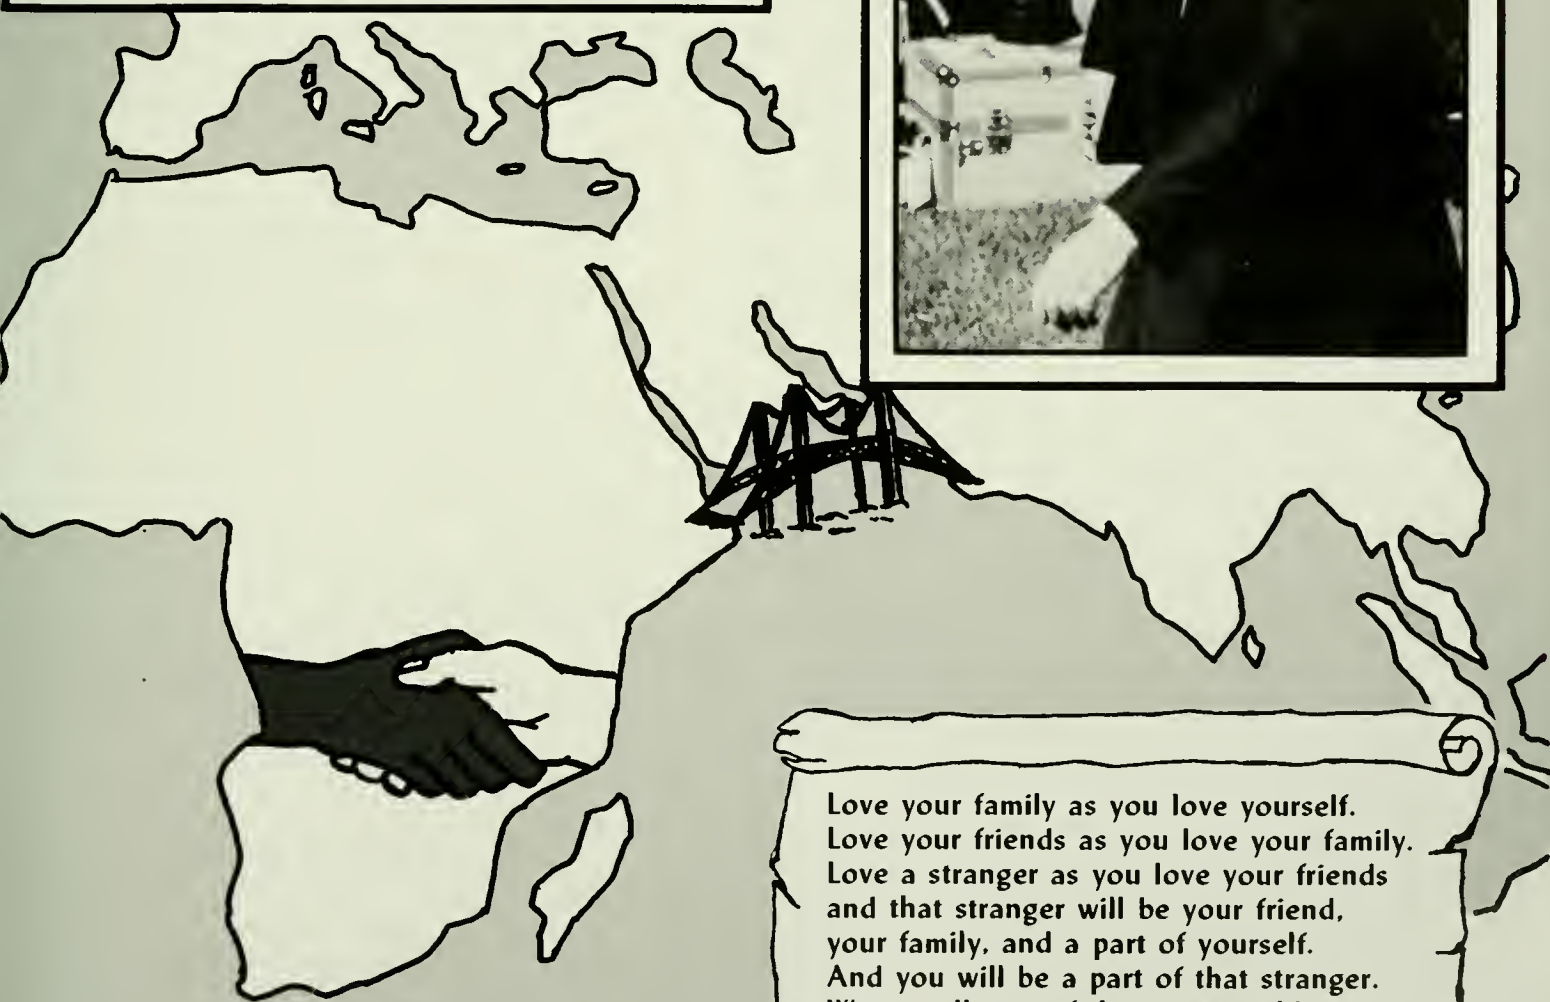 Love your family as you love yourself.
Love your friends as you love your family.
Love a stranger as you love your friends
and that stranger will be your friend,
your family, and a part of yourself.
And you will be a part of that stranger.